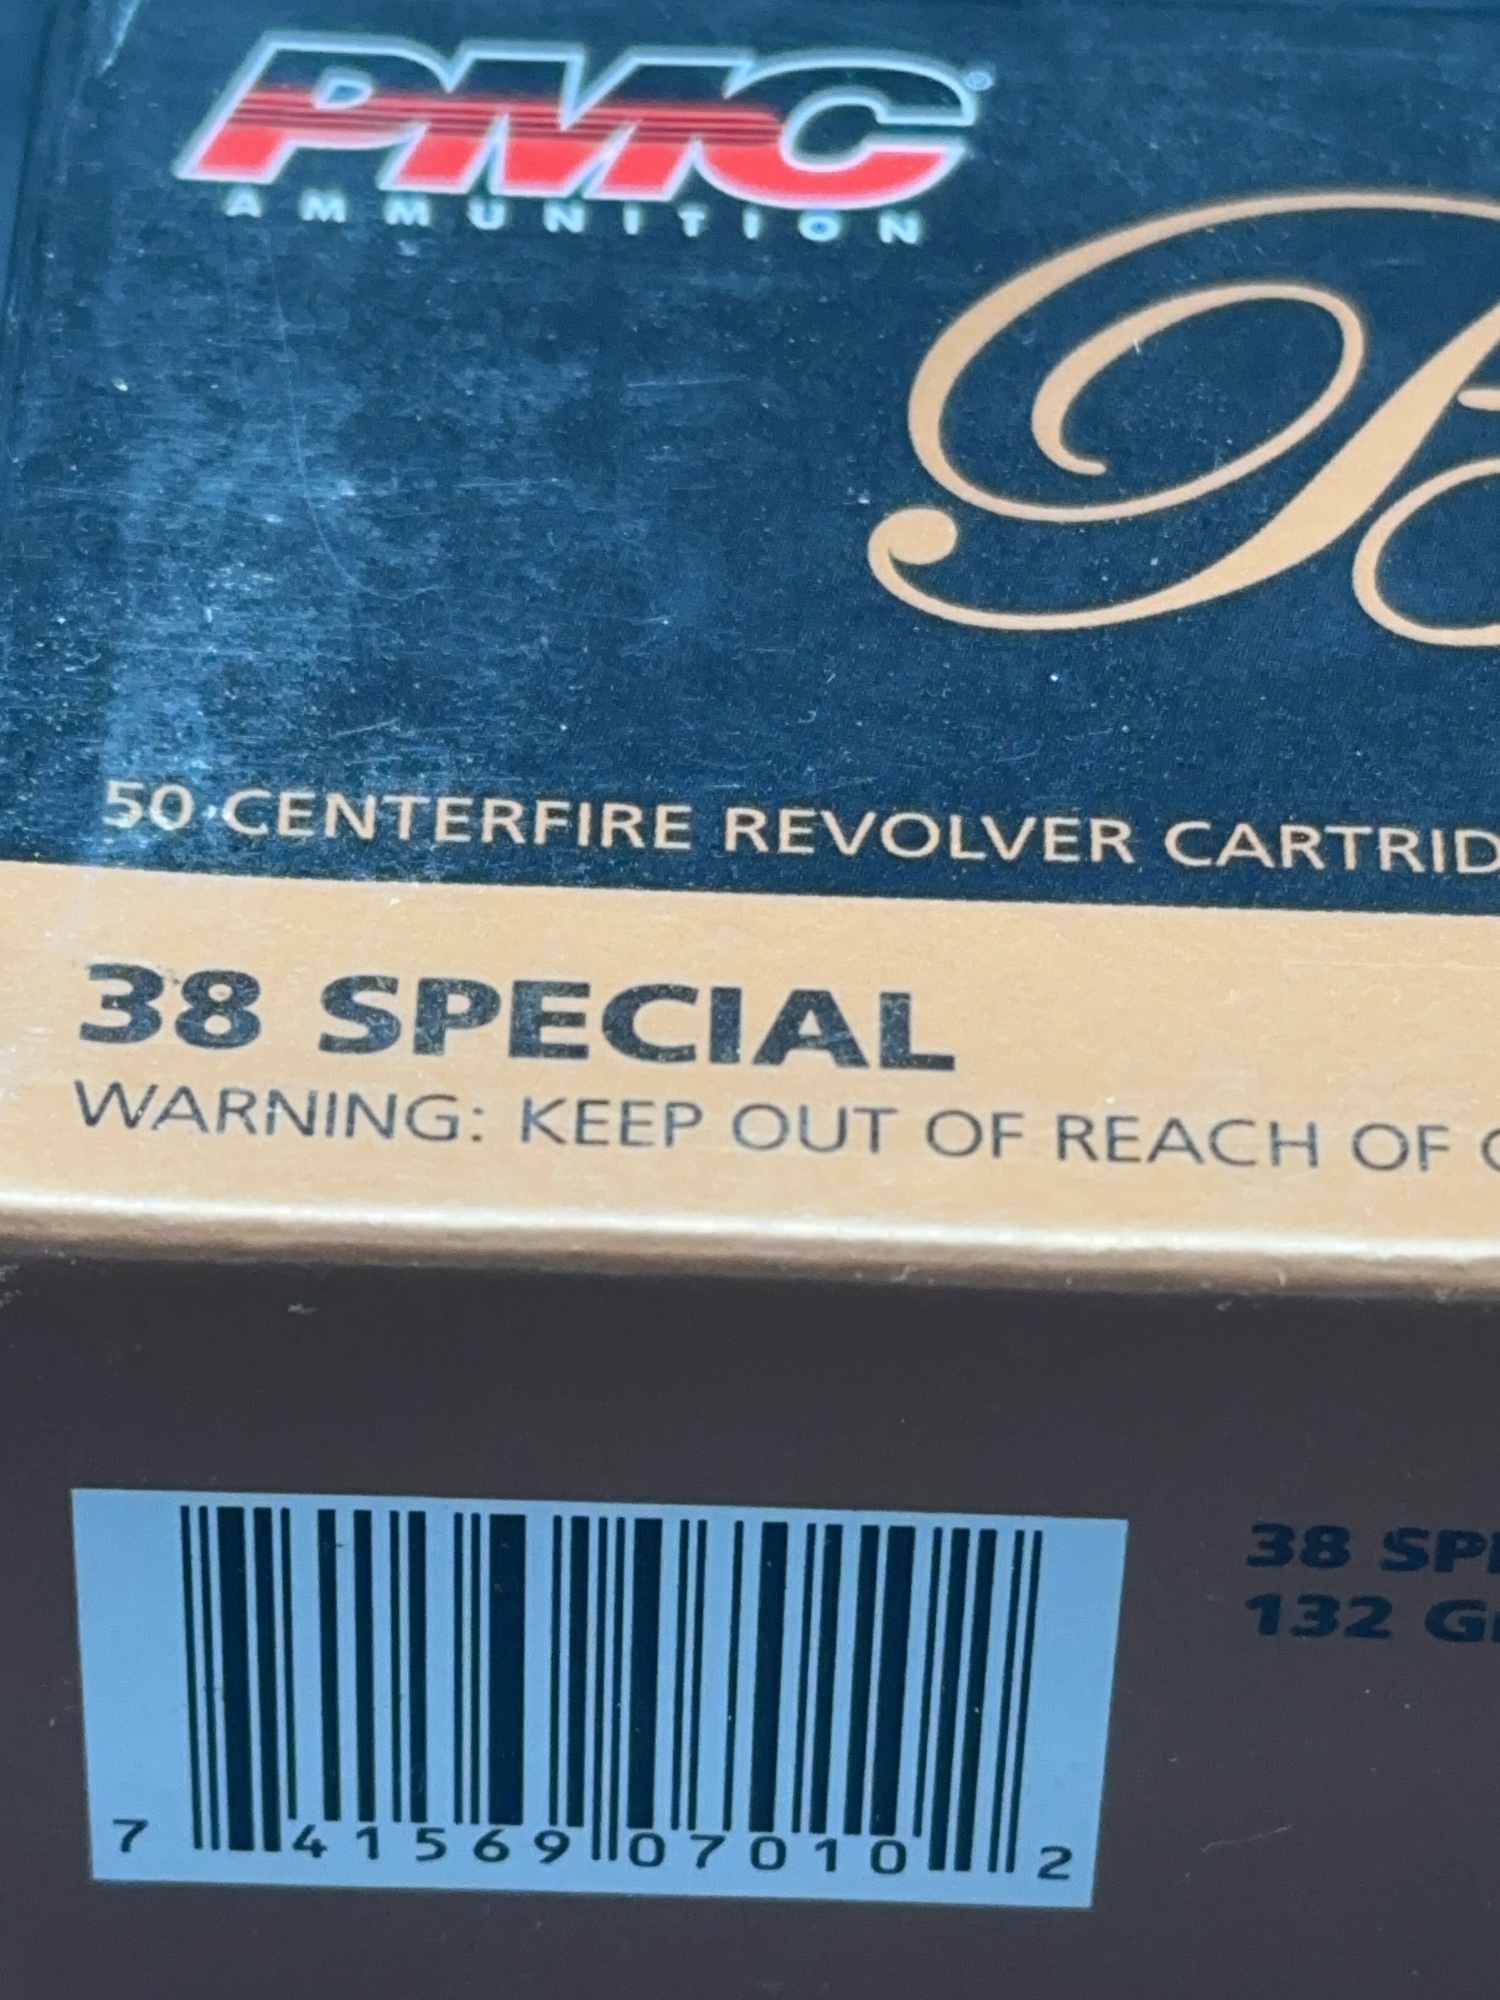 PMC®
AMMUNITION
B
50 CENTERFIRE REVOLVER CARTRID
38 SPECIAL
WARNING: KEEP OUT OF REACH OF C
38 SPE
132 G
7 41569 07010 2